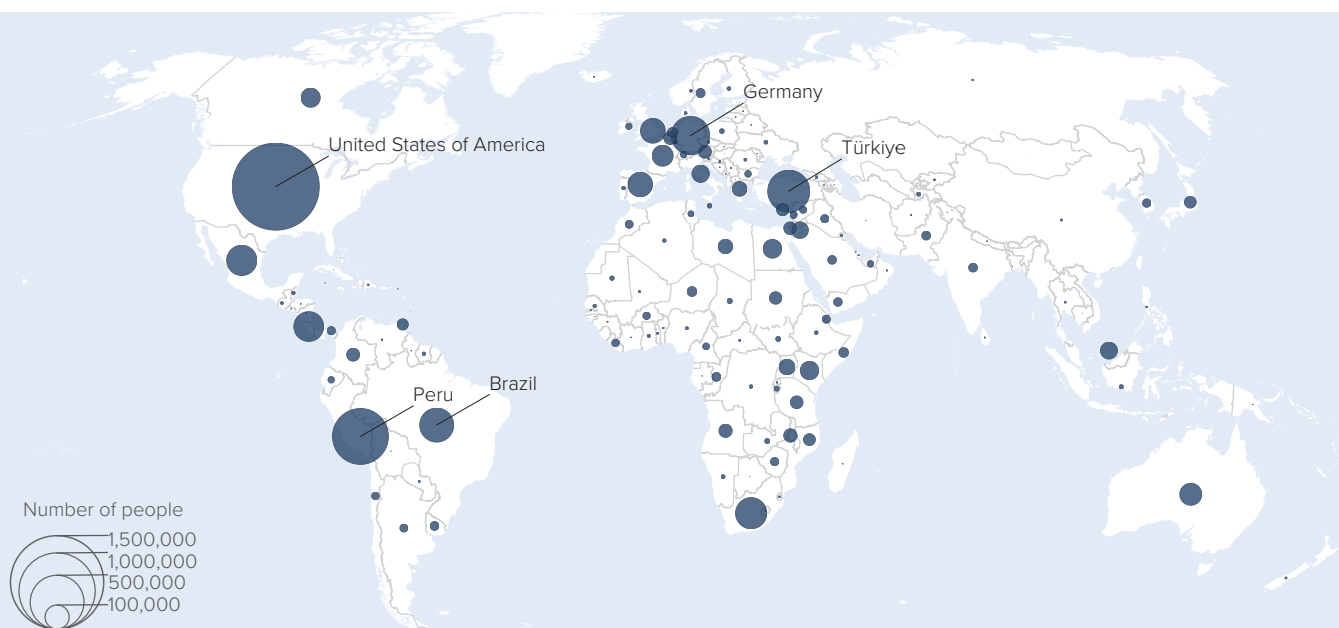 Germany
United States of America
Türkiye
Brazil
Peru
Number of people
1,500,000
1,000,000
500,000
100,000